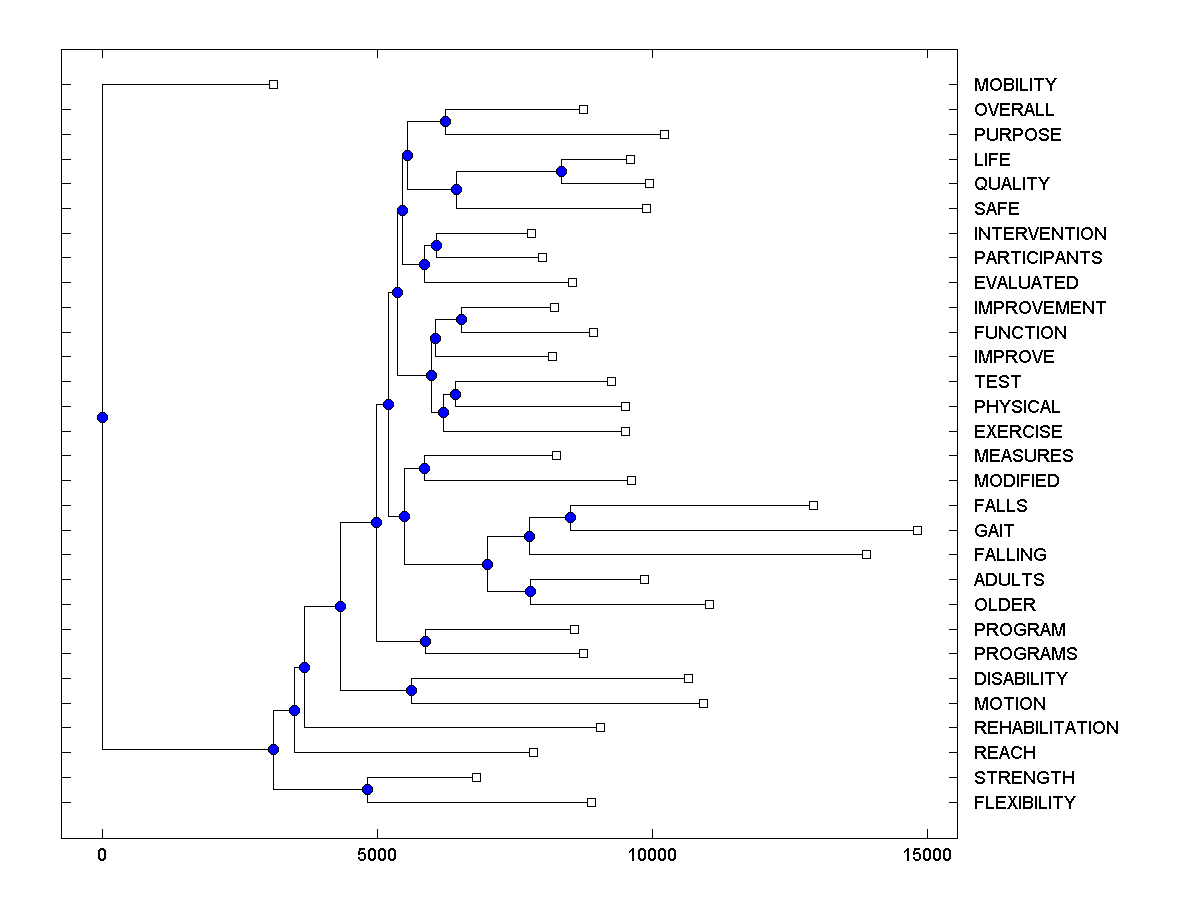 MOBILITY
OVERALL
PURPOSE
LIFE
QUALITY
SAFE
INTERVENTION
PARTICIPANTS
EVALUATED
IMPROVEMENT
FUNCTION
IMPROVE
TEST
PHYSICAL
EXERCISE
MEASURES
MODIFIED
FALLS
GAIT
FALLING
ADULTS
OLDER
PROGRAM
PROGRAMS
DISABILITY
MOTION
REHABILITATION
REACH
STRENGTH
FLEXIBILITY
0 5000 10000 15000